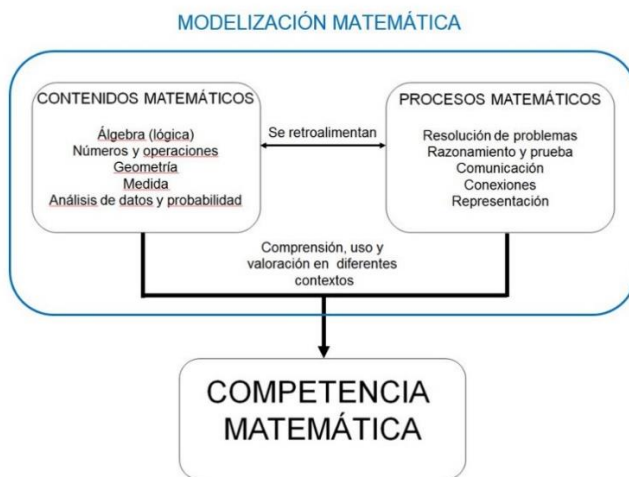 MODELIZACIÓN MATEMÁTICA
CONTENIDOS MATEMÁTICOS
Álgebra (lógica)
Números y operaciones
Geometría
Medida
Análisis de datos y probabilidad
Se retroalimentan
PROCESOS MATEMÁTICOS
Resolución de problemas
Razonamiento y prueba
Comunicación
Conexiones
Representación
Comprensión, uso y
valoración en diferentes
contextos
COMPETENCIA
MATEMÁTICA